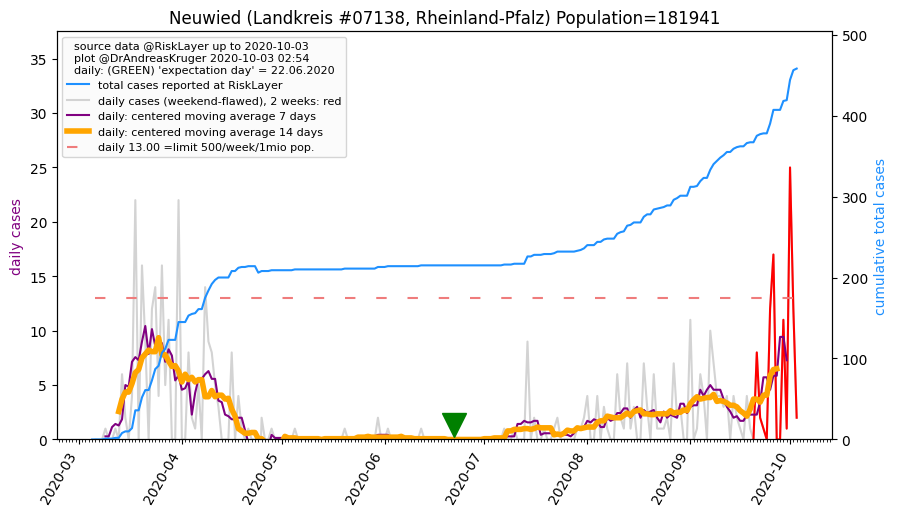 Neuwied (Landkreis #07138, Rheinland-Pfalz) Population=181941
source data @RiskLayer up to 2020-10-03
plot @DrAndreasKruger 2020-10-03 02:54
daily: (GREEN) 'expectation day' = 22.06.2020
total cases reported at RiskLayer
daily cases (weekend-flawed), 2 weeks: red
daily: centered moving average 7 days
daily: centered moving average 14 days
daily 13.00 =limit 500/week/1mio pop.
daily cases
35
30
25
20
15
10
5
0
cumulative total cases
500
400
300
200
100
0
2020-03
2020-04
2020-05
2020-06
2020-07
2020-08
2020-09
2020-10